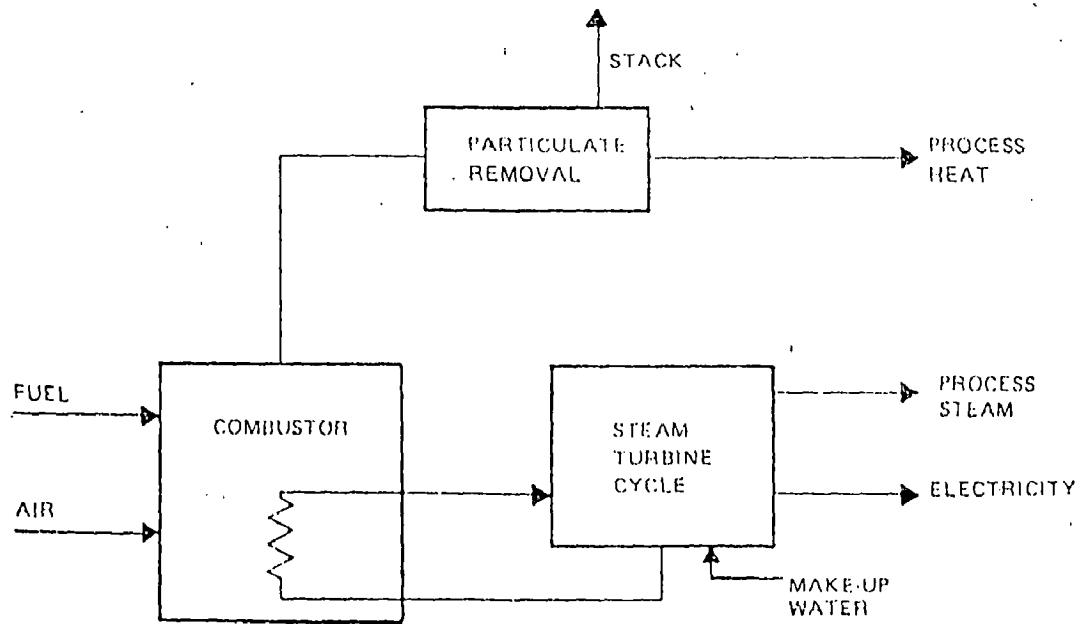 STACK
PARTICULATE
REMOVAL
PROCESS
HEAT
FUEL
COMBUSTOR
AIR
STEAM
TURBINE
CYCLE
PROCESS
STEAM
ELECTRICITY
MAKE-UP
WATER